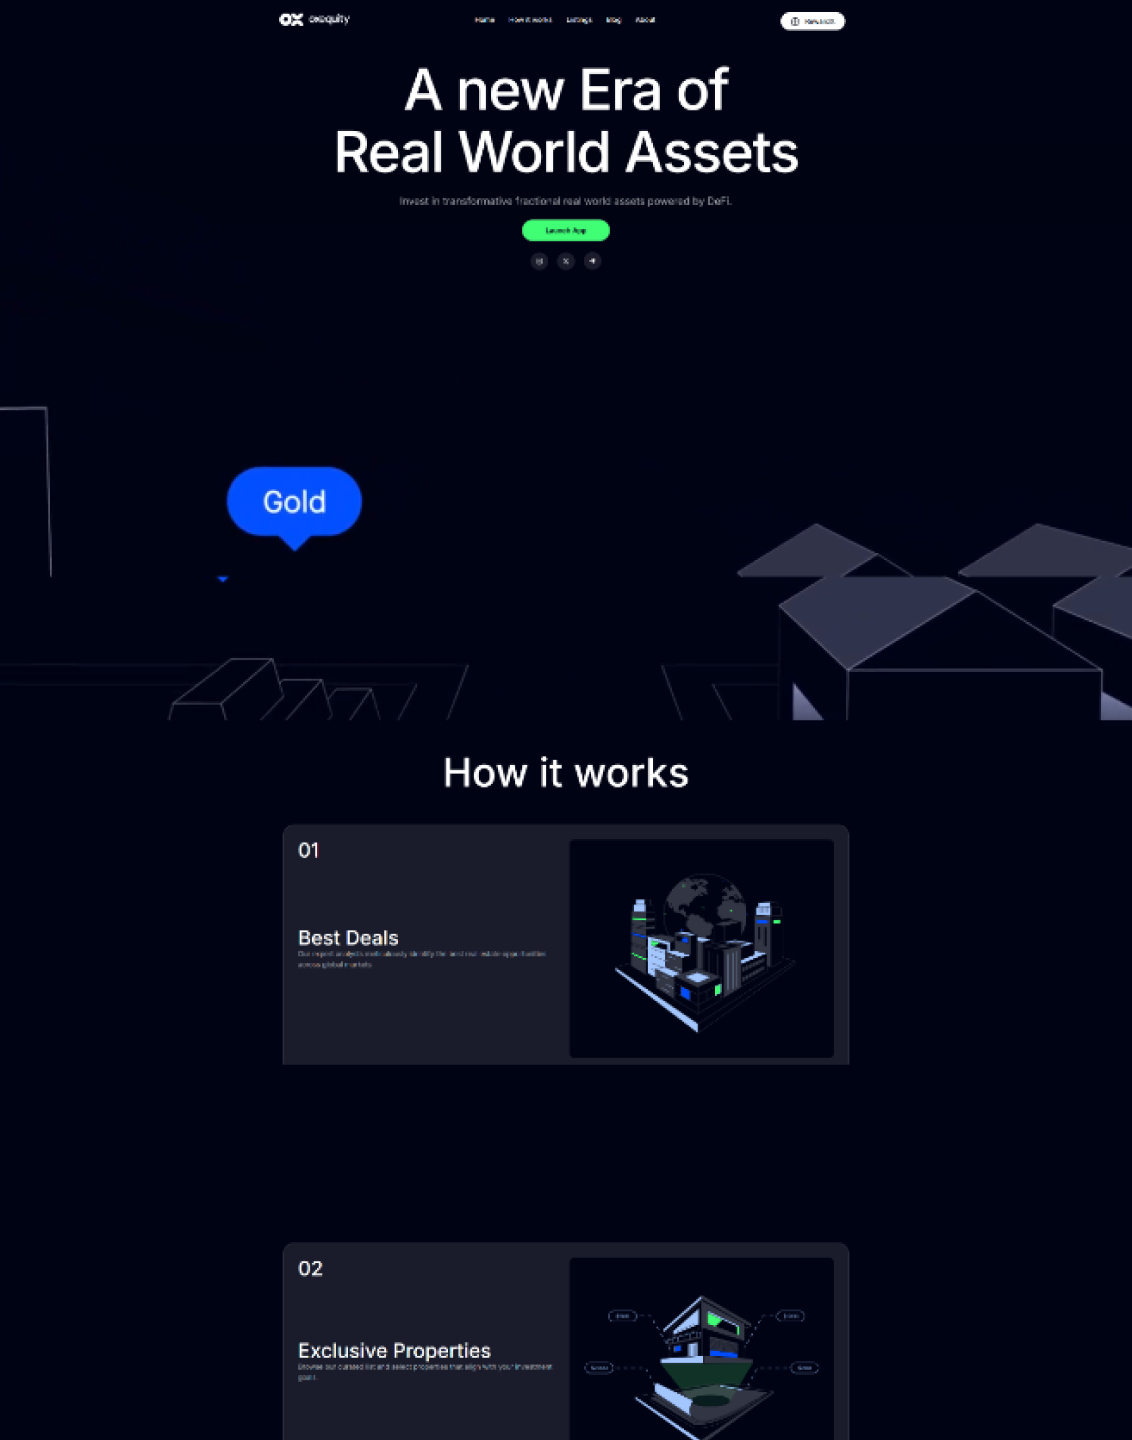 OX oxequity
Home How it works Listings Blog About
Rewards
A new Era of
Real World Assets
Invest in transformative fractional real world assets powered by DeFi.
Launch App
Gold
How it works
01
Best Deals
Our expert analysts meticulously identify the best real estate opportunities
across global markets
02
Exclusive Properties
Browse our curated list and select properties that align with your investment
goals.